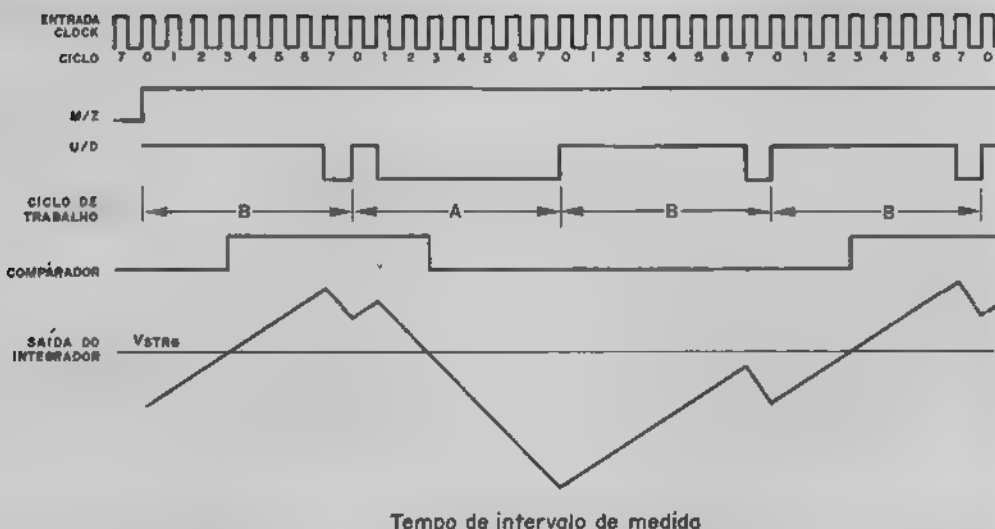 ENTRADA
CLOCK
CICLO 7 0 1 2 3 4 5 6 7 0 1 2 3 4 5 6 7 0 1 2 3 4 5 6 7 0 1 2 3 4 5 6 7 0
M/Z
U/D
CICLO DE
TRABALHO
B A B B
COMPARADOR
SAÍDA DO
INTEGRADOR
VSTRG
Tempo de intervalo de medida